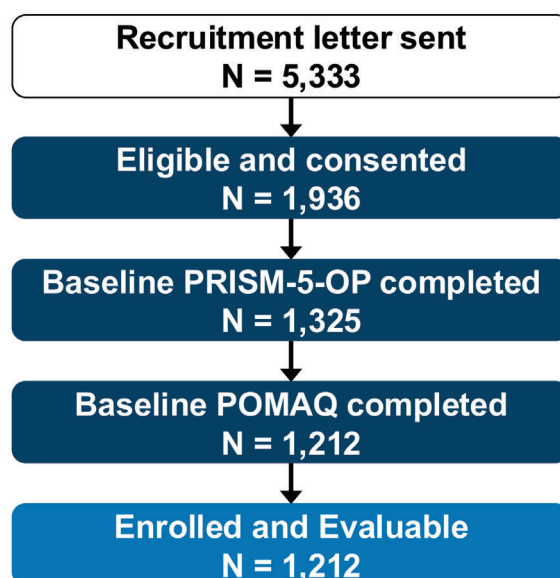 Recruitment letter sent
N = 5,333
Eligible and consented
N = 1,936
Baseline PRISM-5-OP completed
N = 1,325
Baseline POMAQ completed
N = 1,212
Enrolled and Evaluable
N = 1,212